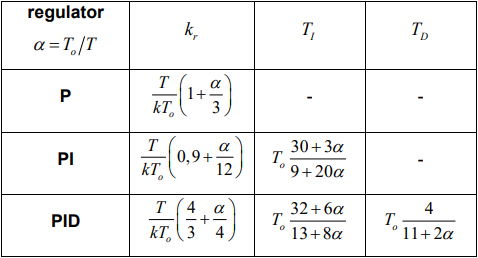 regulator
α = T_o/T
k_r
T_I
T_D
P
T/(kT_o) (1 + α/3)
-
-
PI
T/(kT_o) (0,9 + α/12)
T_o (30 + 3α)/(9 + 20α)
-
PID
T/(kT_o) (4/3 + α/4)
T_o (32 + 6α)/(13 + 8α)
T_o 4/(11 + 2α)